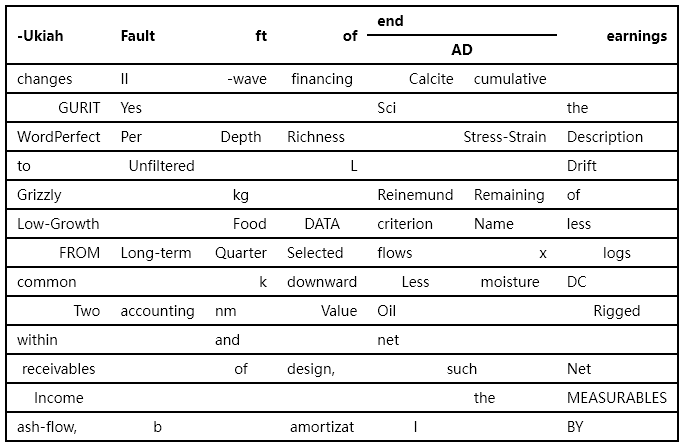 end
-Ukiah Fault ft of earnings
AD
changes II -wave financing Calcite cumulative
GURIT Yes Sci the
WordPerfect Per Depth Richness Stress-Strain Description
to Unfiltered L Drift
Grizzly kg Reinemund Remaining of
Low-Growth Food DATA criterion Name less
FROM Long-term Quarter Selected flows x logs
common k downward Less moisture DC
Two accounting nm Value Oil Rigged
within and net
receivables of design, such Net
Income the MEASURABLES
ash-flow, b amortizat I BY